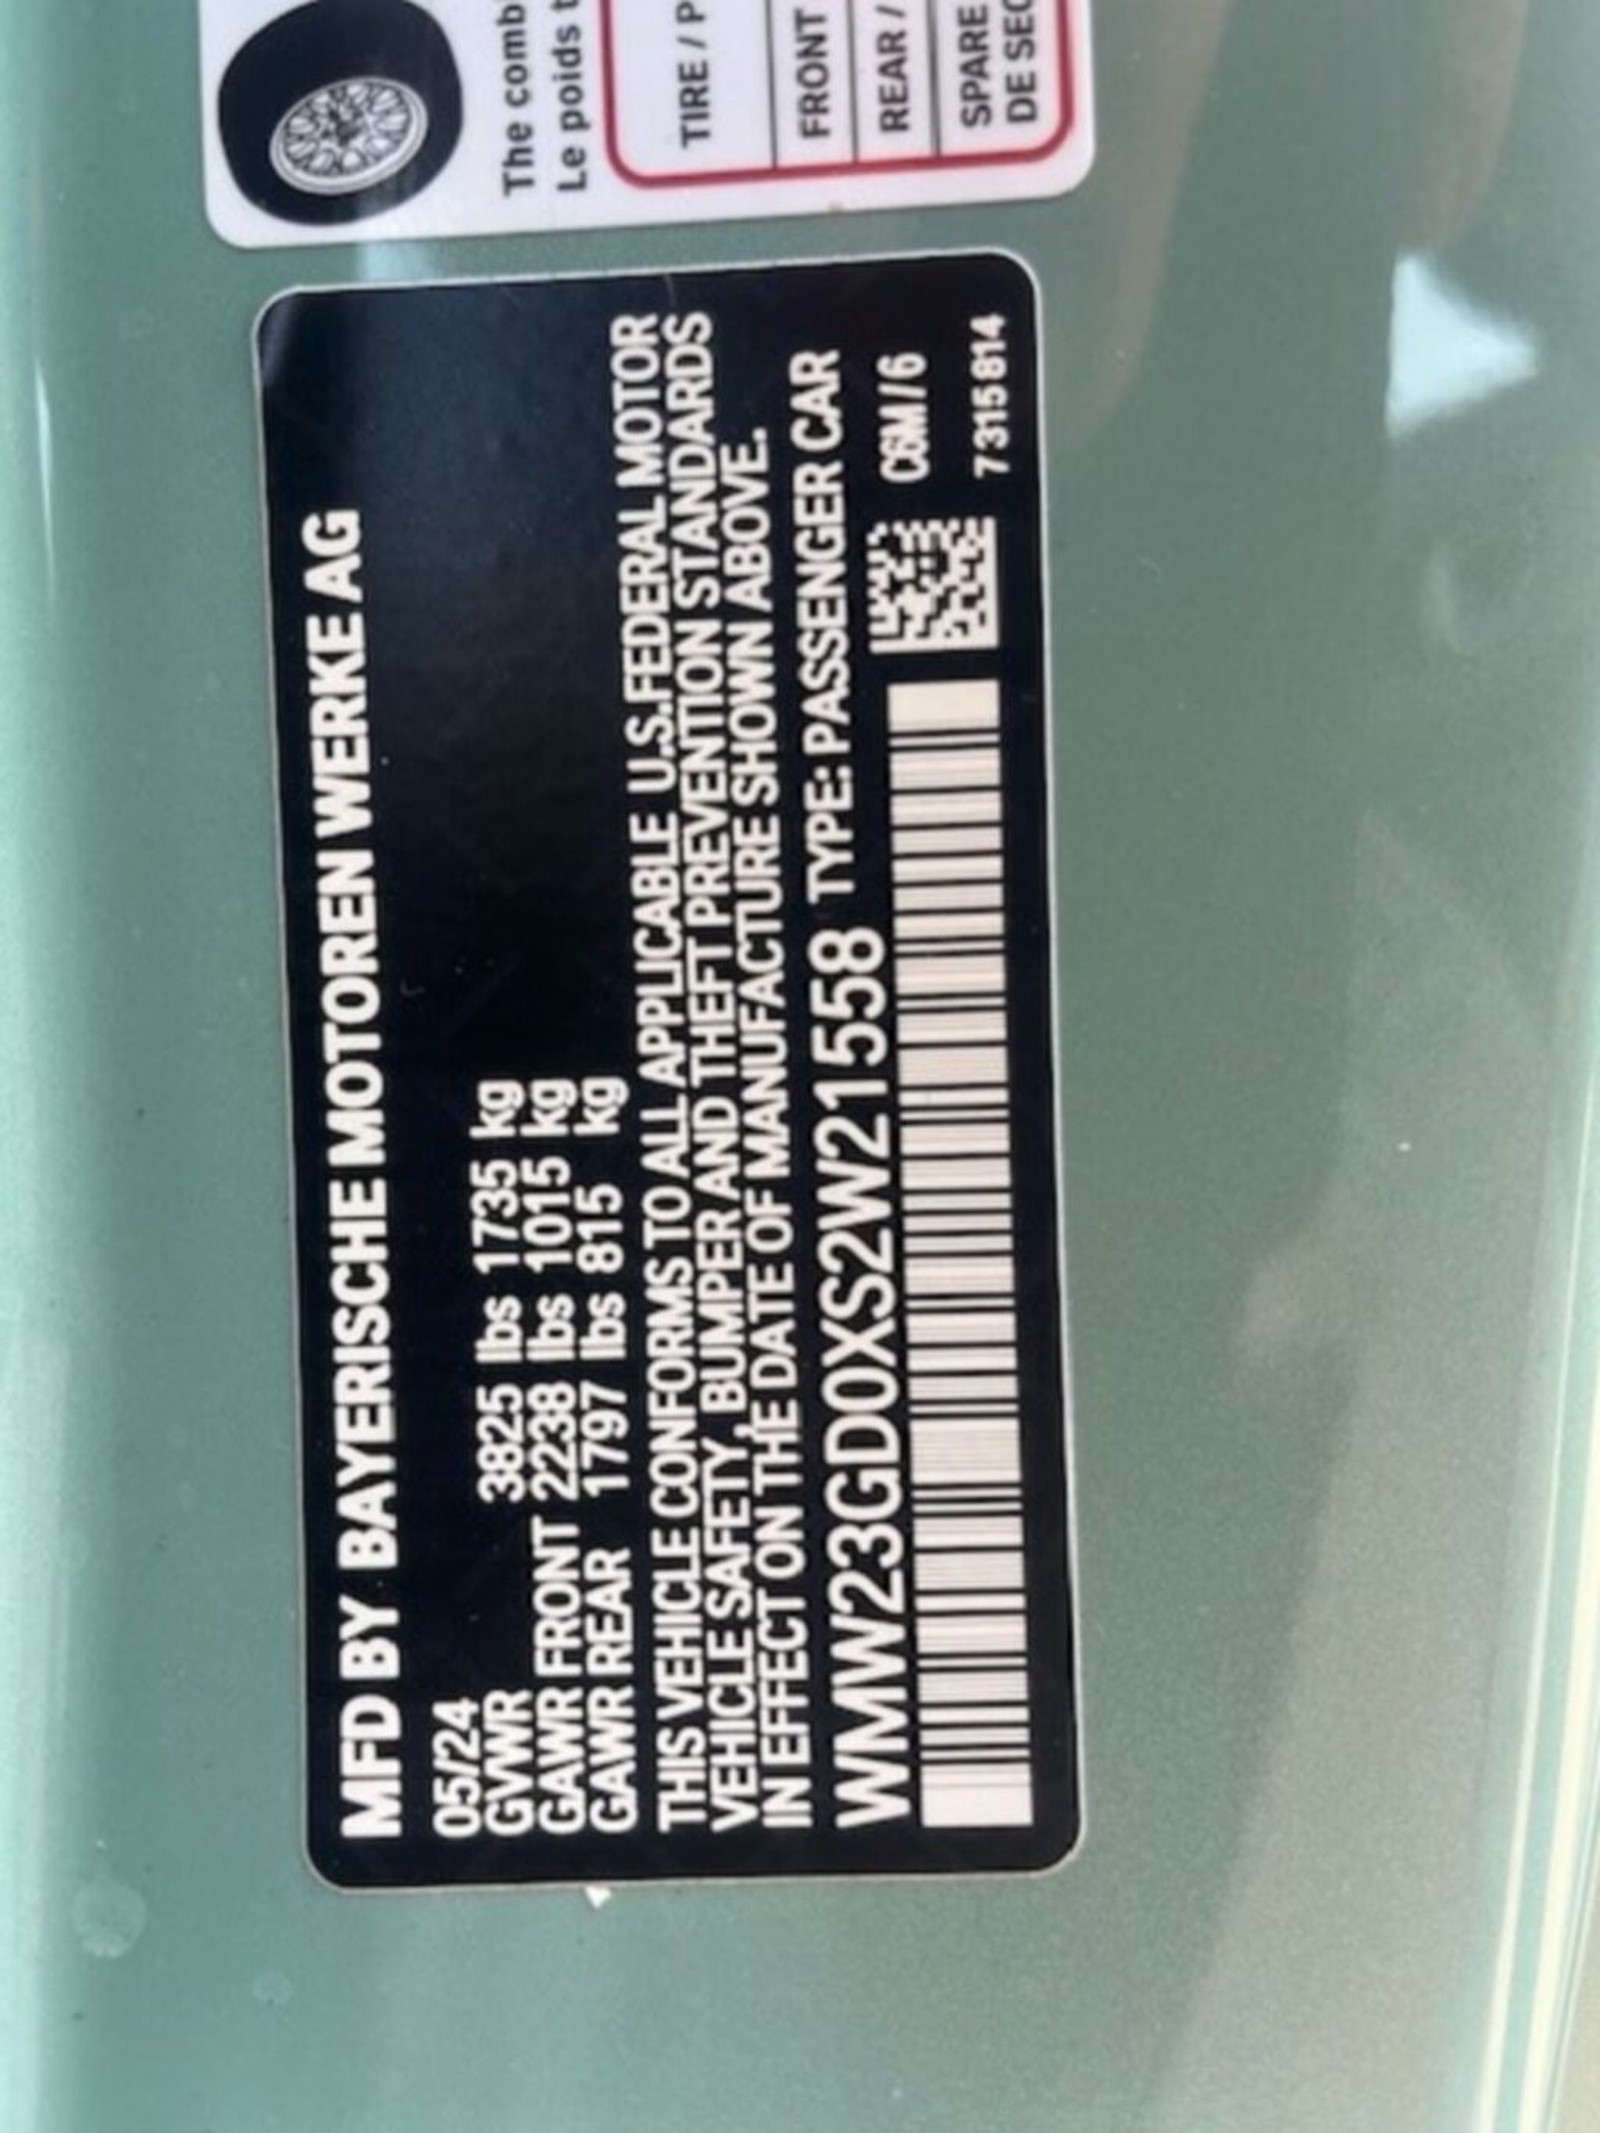 The comb
Le poids t
TIRE / P
FRONT
REAR /
SPARE
DE SEC
MFD BY BAYERISCHE MOTOREN WERKE AG
05/24
GVWR 3825 lbs 1735 kg
GAWR FRONT 2238 lbs 1015 kg
GAWR REAR 1797 lbs 815 kg
THIS VEHICLE CONFORMS TO ALL APPLICABLE U.S.FEDERAL MOTOR
VEHICLE SAFETY, BUMPER AND THEFT PREVENTION STANDARDS
IN EFFECT ON THE DATE OF MANUFACTURE SHOWN ABOVE.
WMW23GD0XS2W21558 TYPE: PASSENGER CAR
C6M//6
7315814